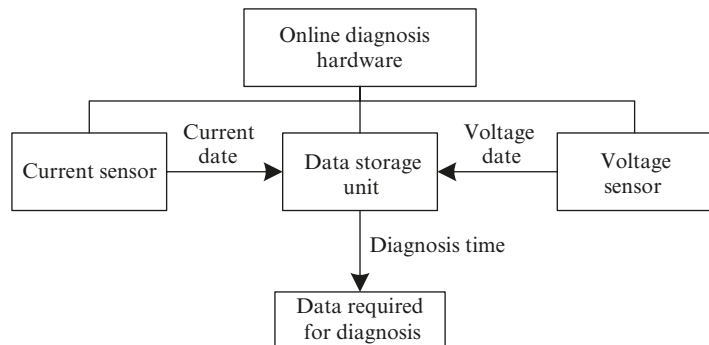 Online diagnosis
hardware
Current
date
Voltage
date
Current sensor
Data storage
unit
Voltage
sensor
Diagnosis time
Data required
for diagnosis